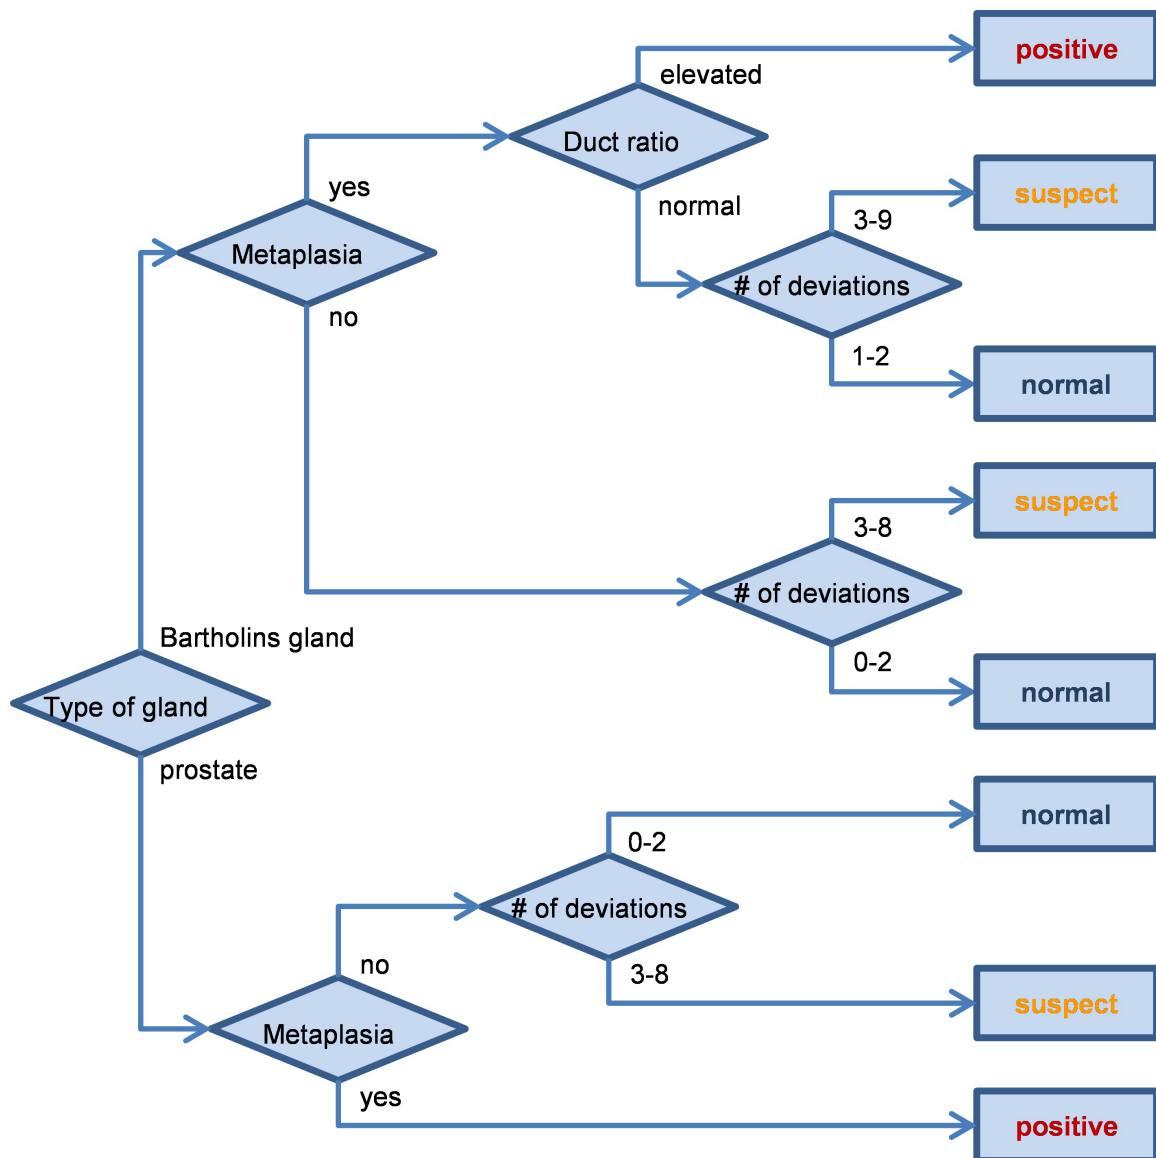 positive
elevated
Duct ratio
yes
suspect
normal
3-9
Metaplasia
# of deviations
no
1-2
normal
suspect
3-8
# of deviations
Bartholins gland
0-2
normal
Type of gland
prostate
normal
0-2
# of deviations
no
3-8
suspect
Metaplasia
yes
positive